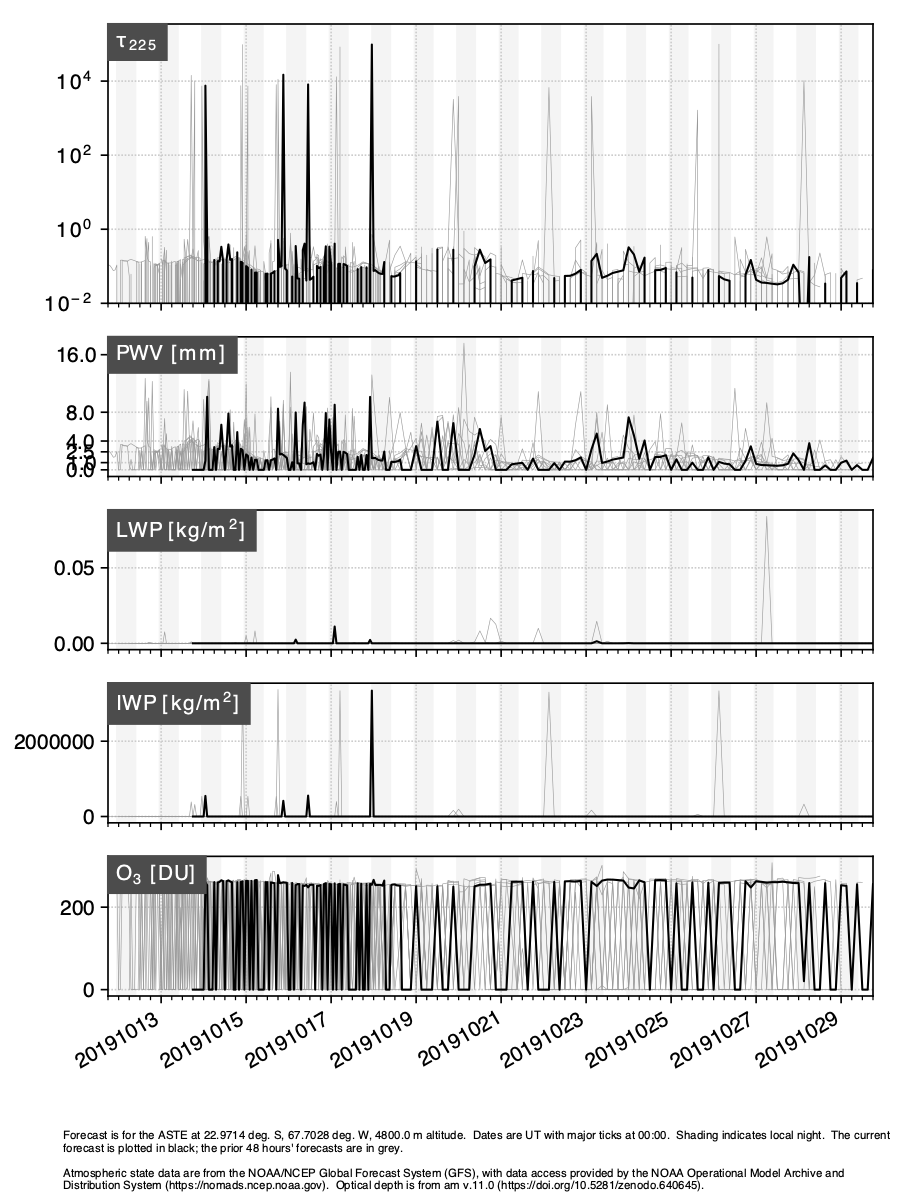 τ225
10⁴
10²
10⁰
10⁻²
PWV [mm]
16.0
8.0
4.0
2.5
1.0
0.0
LWP [kg/m²]
0.05
0.00
IWP [kg/m²]
2000000
0
O₃ [DU]
200
0
20191013 20191015 20191017 20191019 20191021 20191023 20191025 20191027 20191029
Forecast is for the ASTE at 22.9714 deg. S, 67.7028 deg. W, 4800.0 m altitude.  Dates are UT with major ticks at 00:00.  Shading indicates local night.  The current
forecast is plotted in black; the prior 48 hours' forecasts are in grey.
Atmospheric state data are from the NOAA/NCEP Global Forecast System (GFS), with data access provided by the NOAA Operational Model Archive and
Distribution System (https://nomads.ncep.noaa.gov).  Optical depth is from am v.11.0 (https://doi.org/10.5281/zenodo.640645).